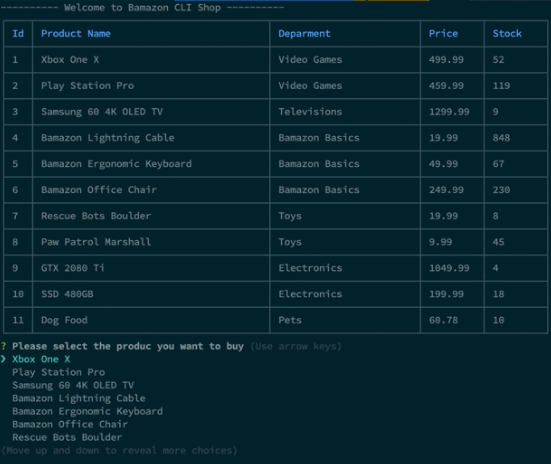 ---------- Welcome to Bamazon CLI Shop ----------
Id Product Name Deparment Price Stock
1 Xbox One X Video Games 499.99 52
2 Play Station Pro Video Games 459.99 119
3 Samsung 60 4K OLED TV Televisions 1299.99 9
4 Bamazon Lightning Cable Bamazon Basics 19.99 848
5 Bamazon Ergonomic Keyboard Bamazon Basics 49.99 67
6 Bamazon Office Chair Bamazon Basics 249.99 230
7 Rescue Bots Boulder Toys 19.99 8
8 Paw Patrol Marshall Toys 9.99 45
9 GTX 2080 Ti Electronics 1049.99 4
10 SSD 480GB Electronics 199.99 18
11 Dog Food Pets 60.78 10
? Please select the produc you want to buy (Use arrow keys)
❯ Xbox One X
Play Station Pro
Samsung 60 4K OLED TV
Bamazon Lightning Cable
Bamazon Ergonomic Keyboard
Bamazon Office Chair
Rescue Bots Boulder
(Move up and down to reveal more choices)